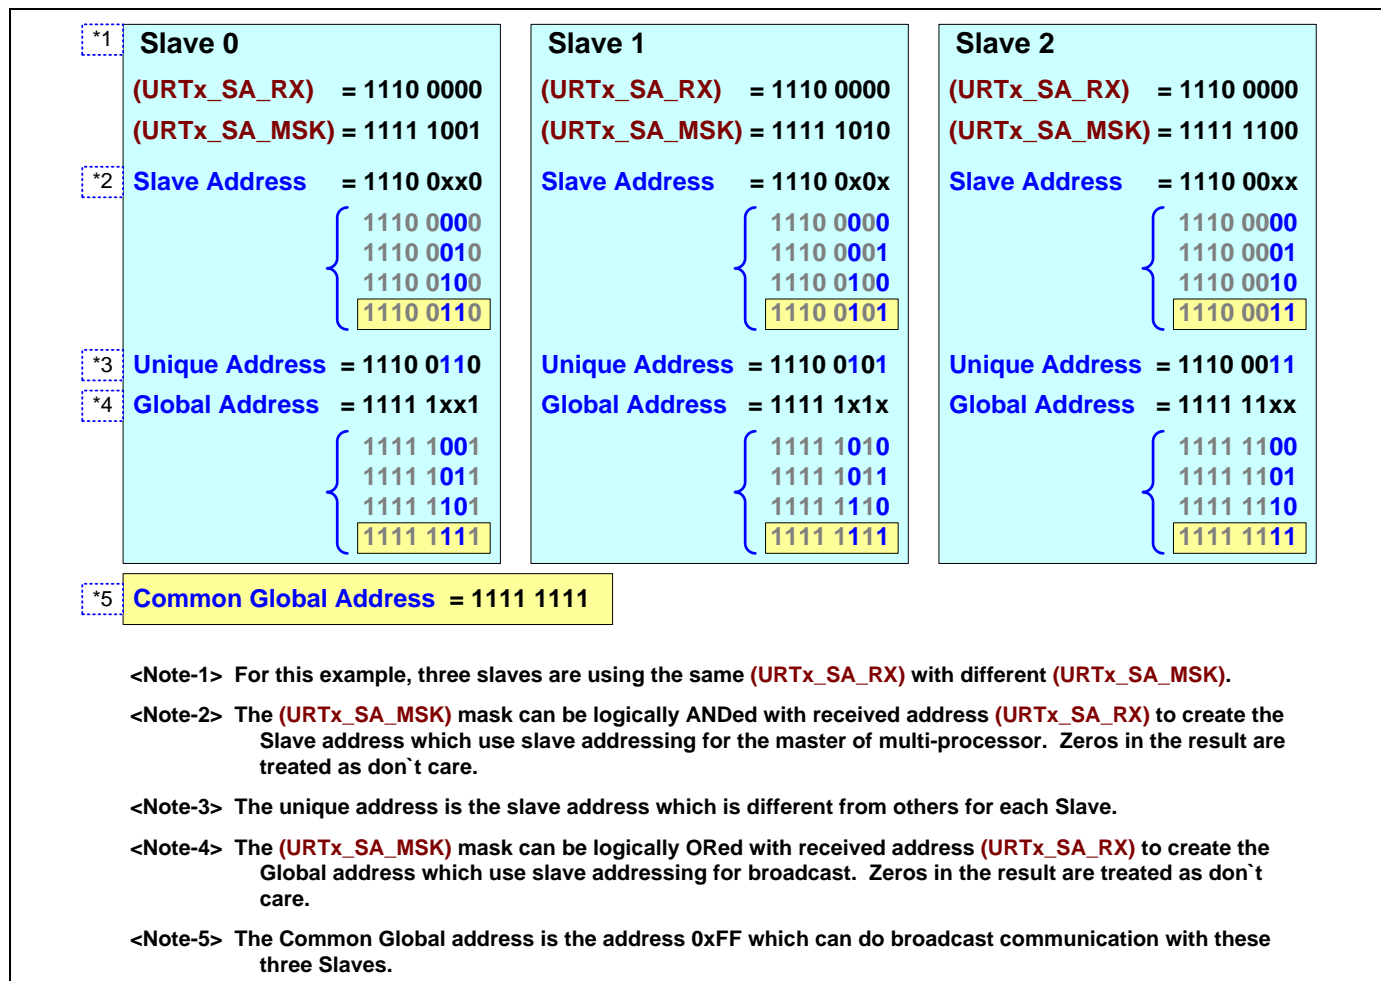 *1 Slave 0 Slave 1 Slave 2
(URTx_SA_RX) = 1110 0000 (URTx_SA_RX) = 1110 0000 (URTx_SA_RX) = 1110 0000
(URTx_SA_MSK) = 1111 1001 (URTx_SA_MSK) = 1111 1010 (URTx_SA_MSK) = 1111 1100
*2 Slave Address = 1110 0xx0 Slave Address = 1110 0x0x Slave Address = 1110 00xx
1110 0000 1110 0000 1110 0000
1110 0010 1110 0001 1110 0001
1110 0100 1110 0100 1110 0010
1110 0110 1110 0101 1110 0011
*3 Unique Address = 1110 0110 Unique Address = 1110 0101 Unique Address = 1110 0011
*4 Global Address = 1111 1xx1 Global Address = 1111 1x1x Global Address = 1111 11xx
1111 1001 1111 1010 1111 1100
1111 1011 1111 1011 1111 1101
1111 1101 1111 1110 1111 1110
1111 1111 1111 1111 1111 1111
*5 Common Global Address = 1111 1111
<Note-1> For this example, three slaves are using the same (URTx_SA_RX) with different (URTx_SA_MSK).
<Note-2> The (URTx_SA_MSK) mask can be logically ANDed with received address (URTx_SA_RX) to create the
Slave address which use slave addressing for the master of multi-processor. Zeros in the result are
treated as don`t care.
<Note-3> The unique address is the slave address which is different from others for each Slave.
<Note-4> The (URTx_SA_MSK) mask can be logically ORed with received address (URTx_SA_RX) to create the
Global address which use slave addressing for broadcast. Zeros in the result are treated as don`t
care.
<Note-5> The Common Global address is the address 0xFF which can do broadcast communication with these
three Slaves.